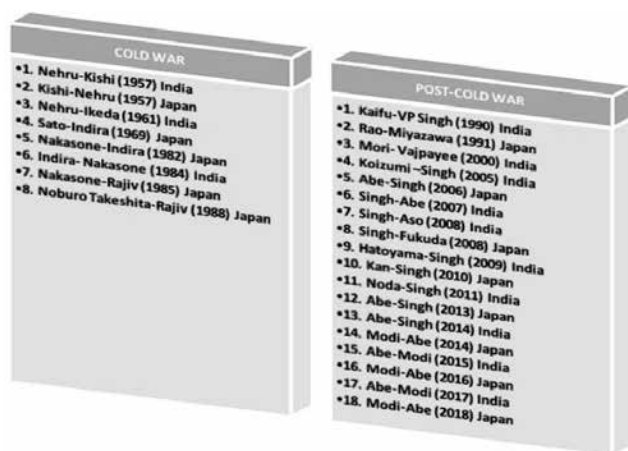 COLD WAR
•1. Nehru-Kishi (1957) India
•2. Kishi-Nehru (1957) Japan
•3. Nehru-Ikeda (1961) India
•4. Sato-Indira (1969) Japan
•5. Nakasone-Indira (1982) Japan
•6. Indira- Nakasone (1984) India
•7. Nakasone-Rajiv (1985) Japan
•8. Noburo Takeshita-Rajiv (1988) Japan
POST-COLD WAR
•1. Kaifu-VP Singh (1990) India
•2. Rao-Miyazawa (1991) Japan
•3. Mori- Vajpayee (2000) India
•4. Koizumi –Singh (2005) India
•5. Abe-Singh (2006) Japan
•6. Singh-Abe (2007) India
•7. Singh-Aso (2008) India
•8. Singh-Fukuda (2008) Japan
•9. Hatoyama-Singh (2009) India
•10. Kan-Singh (2010) Japan
•11. Noda-Singh (2011) India
•12. Abe-Singh (2013) Japan
•13. Abe-Singh (2014) India
•14. Modi-Abe (2014) Japan
•15. Abe-Modi (2015) India
•16. Modi-Abe (2016) Japan
•17. Abe-Modi (2017) India
•18. Modi-Abe (2018) Japan